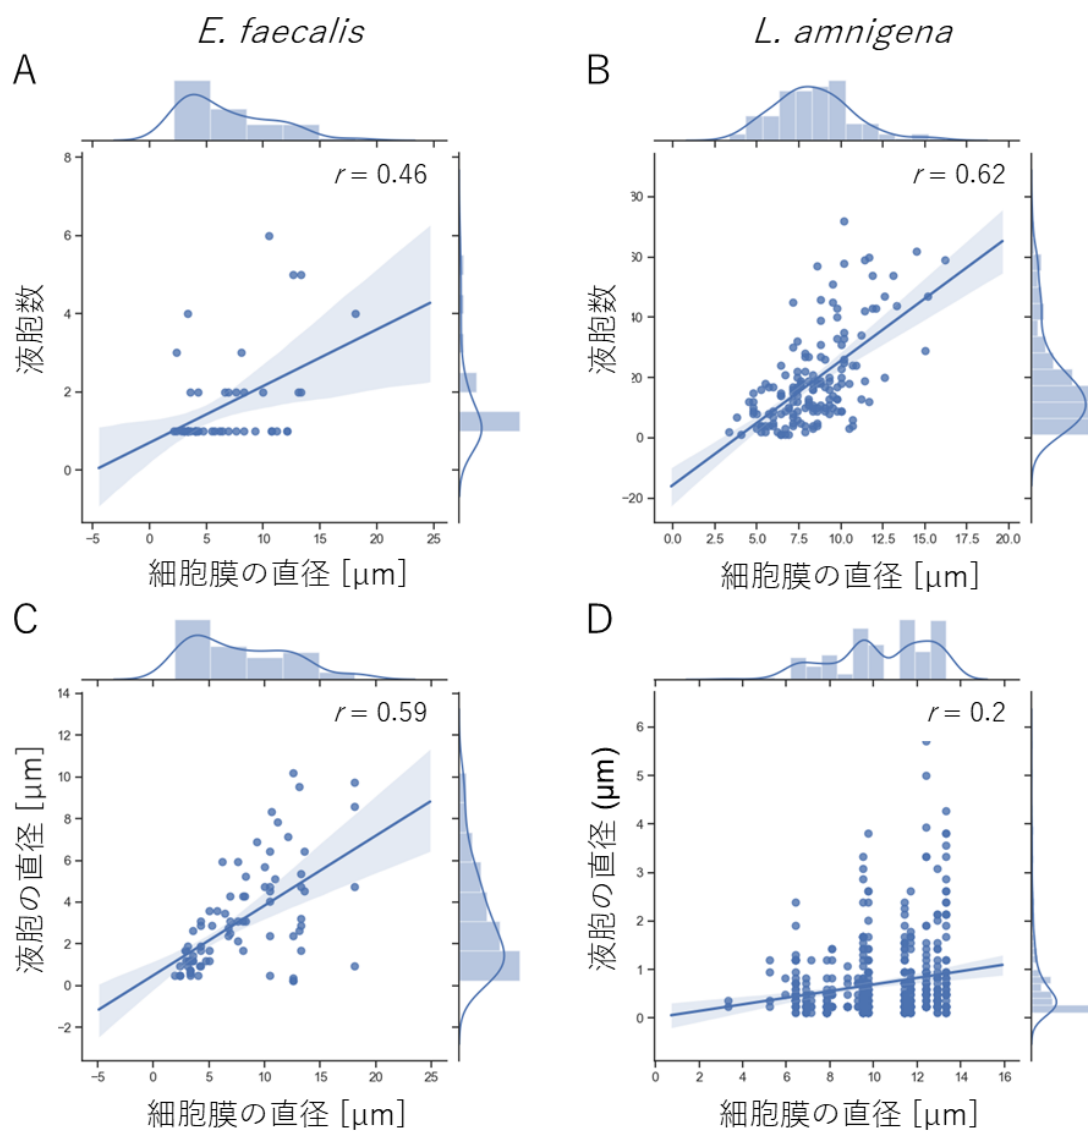 E. faecalis
L. amnigena
A
r = 0.46
8
6
4
2
0
液胞数
-5 0 5 10 15 20 25
細胞膜の直径 [μm]
B
r = 0.62
80
60
40
20
0
-20
液胞数
0.0 2.5 5.0 7.5 10.0 12.5 15.0 17.5 20.0
細胞膜の直径 [μm]
C
r = 0.59
14
12
10
8
6
4
2
0
-2
液胞の直径 [μm]
-5 0 5 10 15 20 25
細胞膜の直径 [μm]
D
r = 0.2
6
5
4
3
2
1
0
液胞の直径 (μm)
0 2 4 6 8 10 12 14 16
細胞膜の直径 [μm]